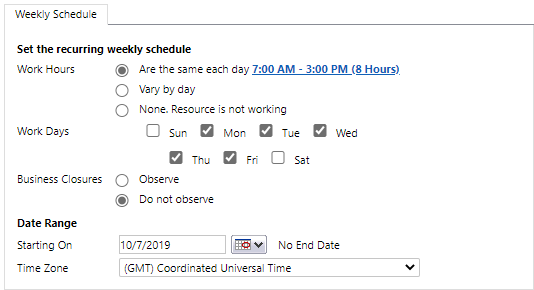 Weekly Schedule
Set the recurring weekly schedule
Work Hours Are the same each day 7:00 AM - 3:00 PM (8 Hours)
Vary by day
None. Resource is not working
Work Days Sun Mon Tue Wed
Thu Fri Sat
Business Closures Observe
Do not observe
Date Range
Starting On 10/7/2019 No End Date
Time Zone (GMT) Coordinated Universal Time